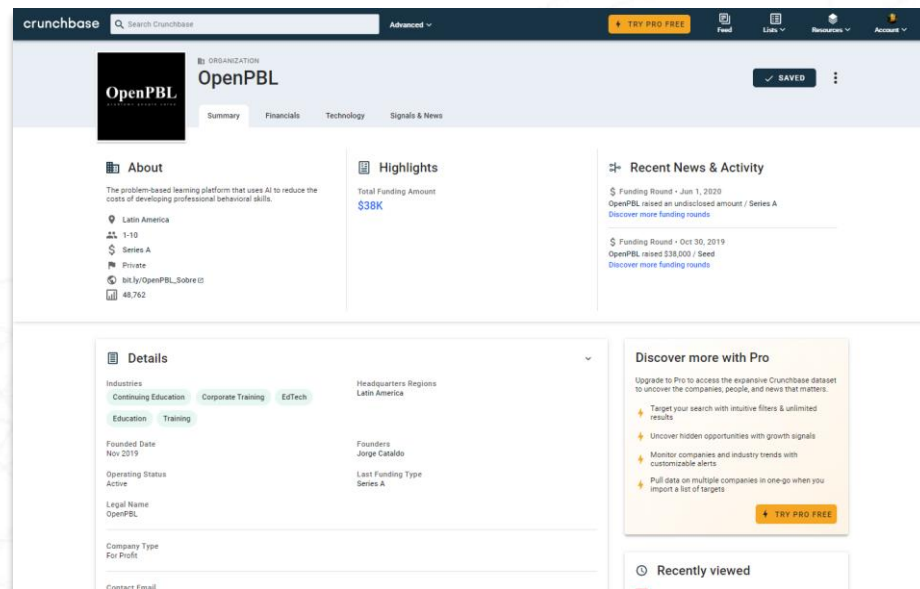 crunchbase
Search Crunchbase
Advanced
TRY PRO FREE
Feed
Lists
Resources
Account
OpenPBL
ORGANIZATION
OpenPBL
SAVED
Summary
Financials
Technology
Signals & News
About
The problem-based learning platform that uses AI to reduce the
costs of developing professional behavioral skills.
Latin America
1-10
Series A
Private
bit.ly/OpenPBL_Sobre
48,762
Highlights
Total Funding Amount
$38K
Recent News & Activity
Funding Round • Jun 1, 2020
OpenPBL raised an undisclosed amount / Series A
Discover more funding rounds
Funding Round • Oct 30, 2019
OpenPBL raised $38,000 / Seed
Discover more funding rounds
Details
Industries
Continuing Education
Corporate Training
EdTech
Education
Training
Headquarters Regions
Latin America
Founded Date
Nov 2019
Founders
Jorge Cataldo
Operating Status
Active
Last Funding Type
Series A
Legal Name
OpenPBL
Company Type
For Profit
Contact Email
Discover more with Pro
Upgrade to Pro to access the expansive Crunchbase dataset
to uncover the companies, people, and news that matters.
Target your search with intuitive filters & unlimited
results
Uncover hidden opportunities with growth signals
Monitor companies and industry trends with
customizable alerts
Pull data on multiple companies in one-go when you
import a list of targets
TRY PRO FREE
Recently viewed